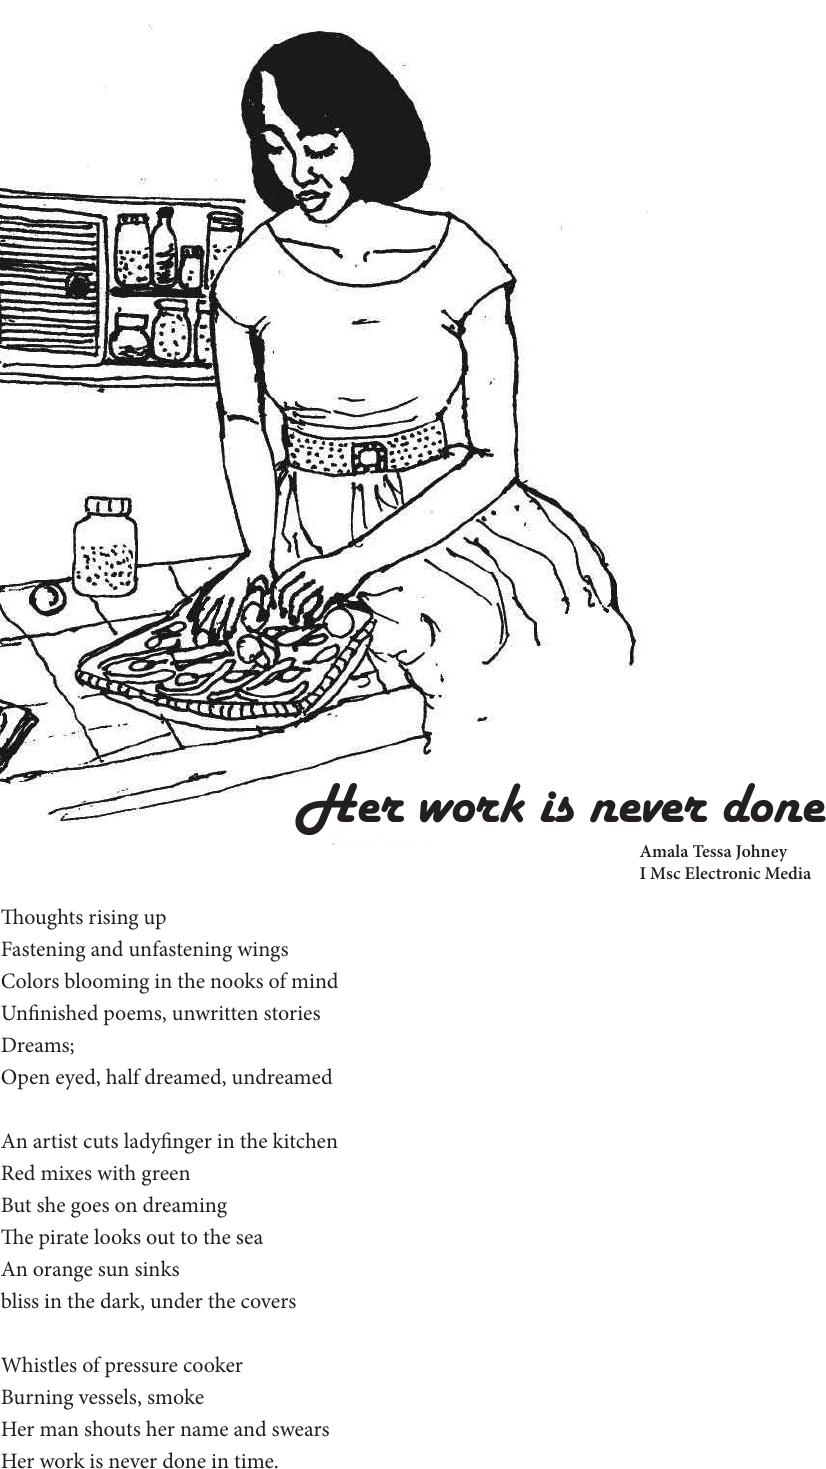 Her work is never done
Amala Tessa Johney
I Msc Electronic Media
Thoughts rising up
Fastening and unfastening wings
Colors blooming in the nooks of mind
Unfinished poems, unwritten stories
Dreams;
Open eyed, half dreamed, undreamed
An artist cuts ladyfinger in the kitchen
Red mixes with green
But she goes on dreaming
The pirate looks out to the sea
An orange sun sinks
bliss in the dark, under the covers
Whistles of pressure cooker
Burning vessels, smoke
Her man shouts her name and swears
Her work is never done in time.